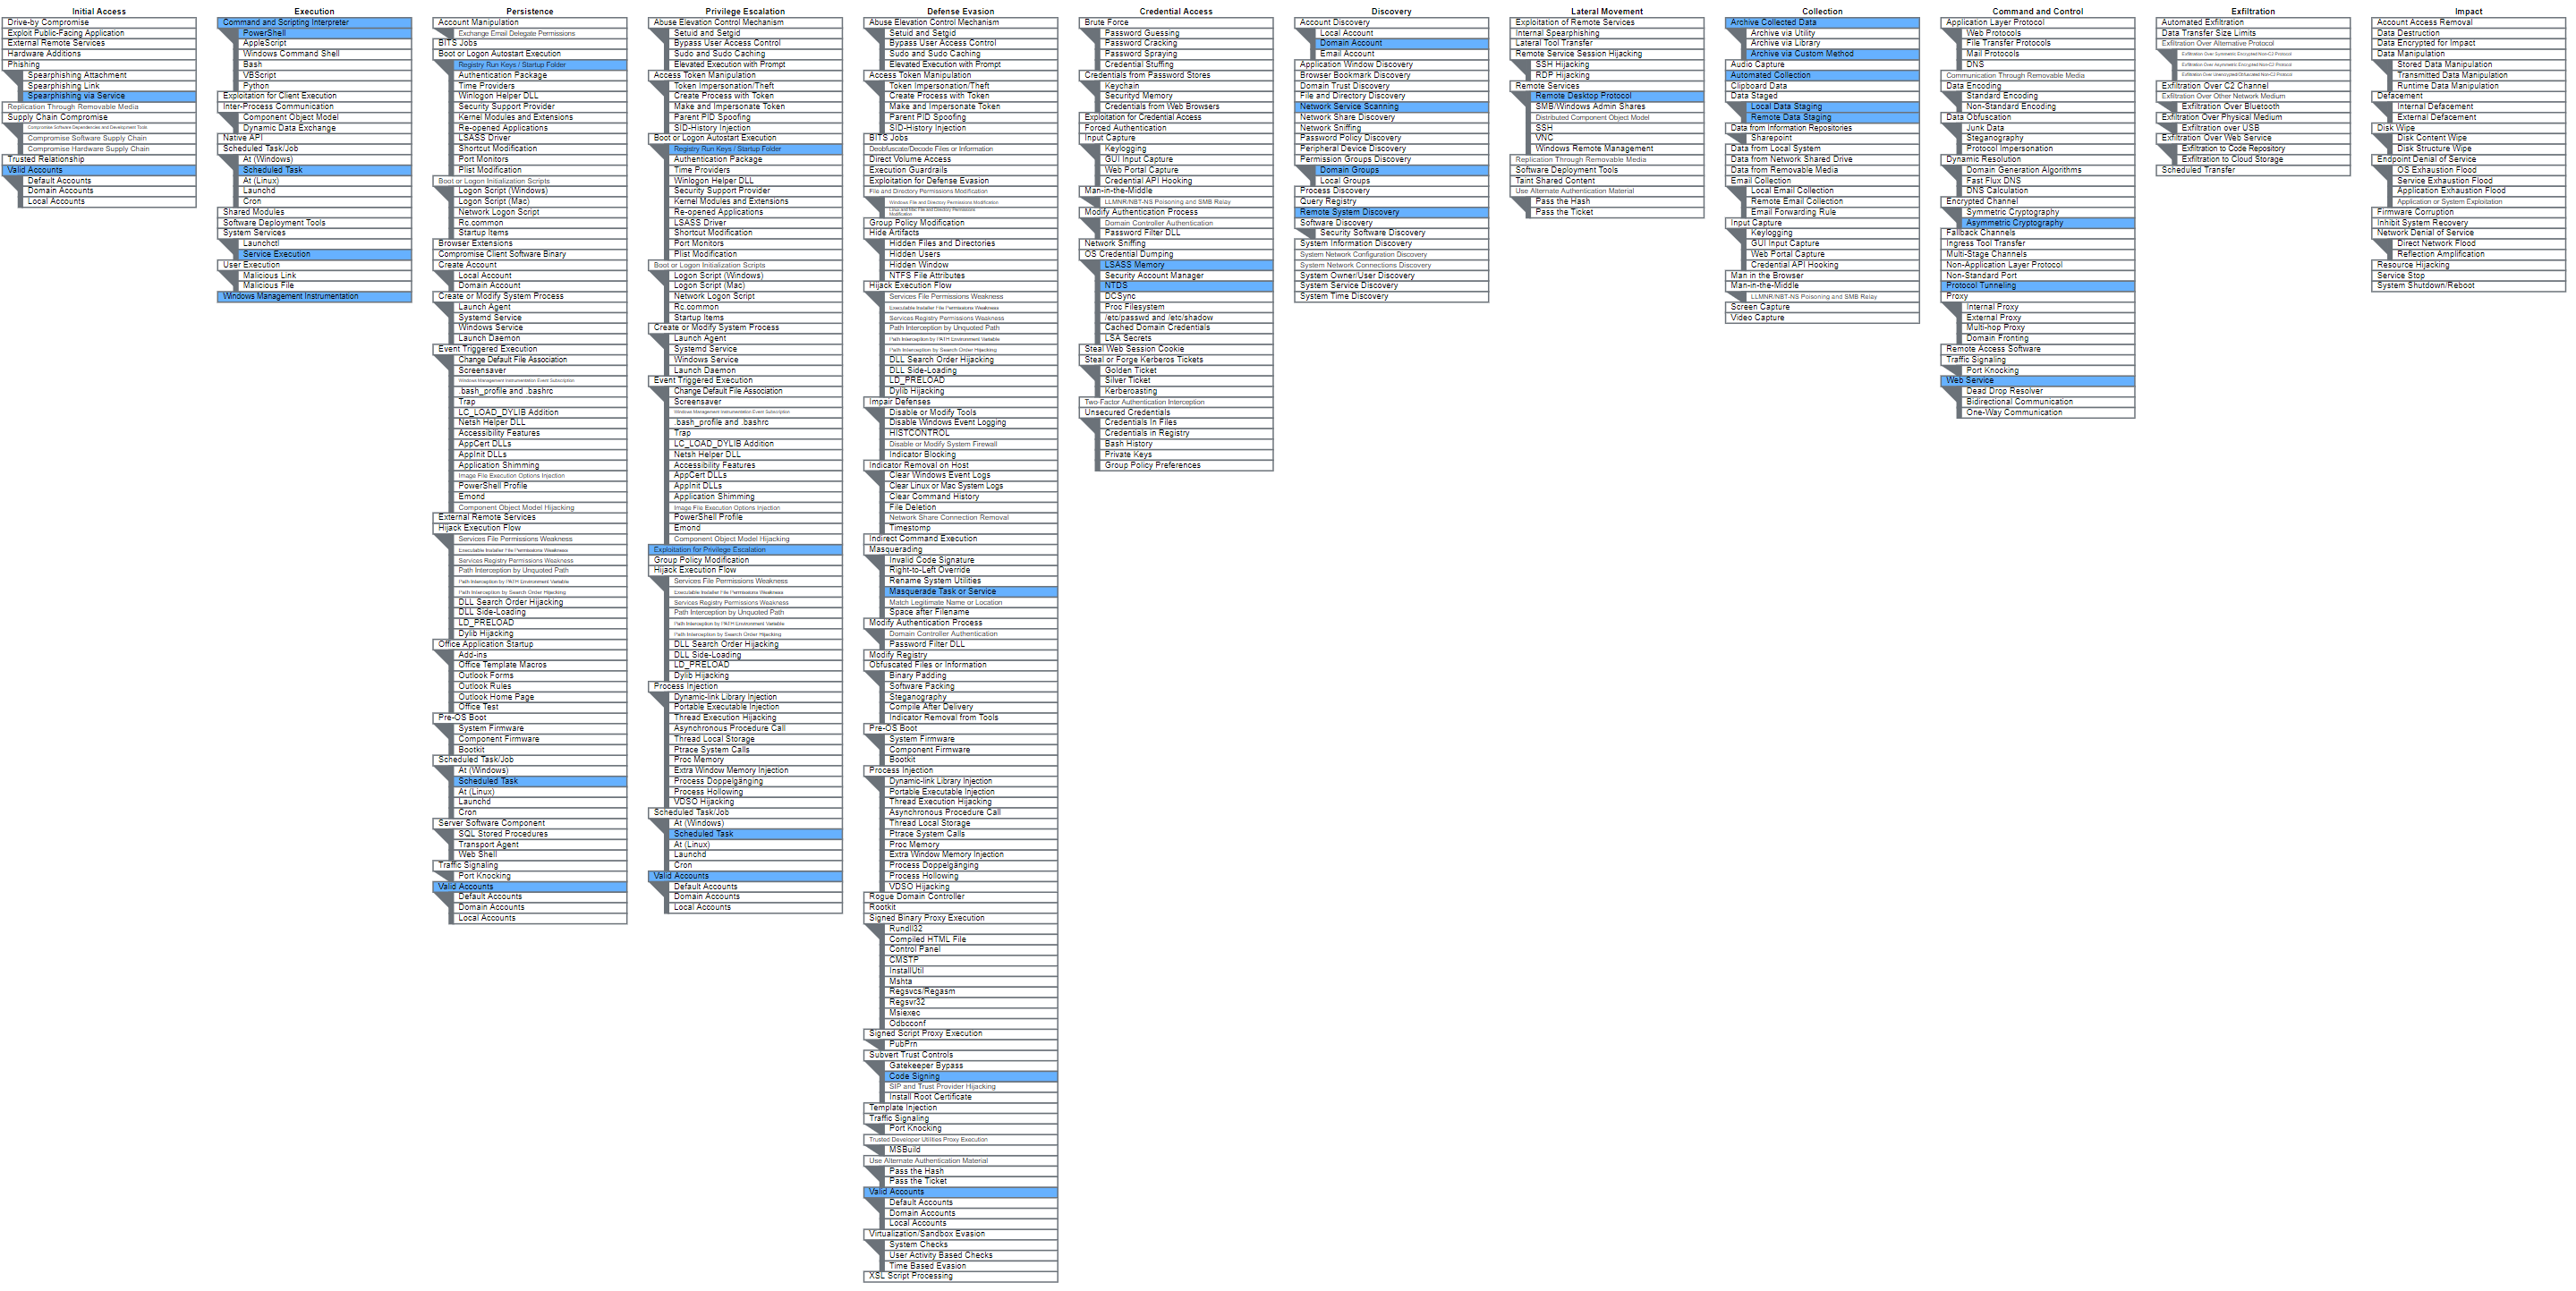 Initial Access
Drive-by Compromise
Exploit Public-Facing Application
External Remote Services
Hardware Additions
Phishing
Spearphishing Attachment
Spearphishing Link
Spearphishing via Service
Replication Through Removable Media
Supply Chain Compromise
Compromise Software Dependencies and Development Tools
Compromise Software Supply Chain
Compromise Hardware Supply Chain
Trusted Relationship
Valid Accounts
Default Accounts
Domain Accounts
Local Accounts
Execution
Command and Scripting Interpreter
PowerShell
AppleScript
Windows Command Shell
Bash
VBScript
Python
Exploitation for Client Execution
Inter-Process Communication
Component Object Model
Dynamic Data Exchange
Native API
Scheduled Task/Job
At (Windows)
Scheduled Task
At (Linux)
Launchd
Cron
Shared Modules
Software Deployment Tools
System Services
Launchctl
Service Execution
User Execution
Malicious Link
Malicious File
Windows Management Instrumentation
Persistence
Account Manipulation
Exchange Email Delegate Permissions
BITS Jobs
Boot or Logon Autostart Execution
Registry Run Keys / Startup Folder
Authentication Package
Time Providers
Winlogon Helper DLL
Security Support Provider
Kernel Modules and Extensions
Re-opened Applications
LSASS Driver
Shortcut Modification
Port Monitors
Plist Modification
Boot or Logon Initialization Scripts
Logon Script (Windows)
Logon Script (Mac)
Network Logon Script
Rc.common
Startup Items
Browser Extensions
Compromise Client Software Binary
Create Account
Local Account
Domain Account
Create or Modify System Process
Launch Agent
Systemd Service
Windows Service
Launch Daemon
Event Triggered Execution
Change Default File Association
Screensaver
Windows Management Instrumentation Event Subscription
.bash_profile and .bashrc
Trap
LC_LOAD_DYLIB Addition
Netsh Helper DLL
Accessibility Features
AppCert DLLs
AppInit DLLs
Application Shimming
Image File Execution Options Injection
PowerShell Profile
Emond
Component Object Model Hijacking
External Remote Services
Hijack Execution Flow
Services File Permissions Weakness
Executable Installer File Permissions Weakness
Services Registry Permissions Weakness
Path Interception by Unquoted Path
Path Interception by PATH Environment Variable
Path Interception by Search Order Hijacking
DLL Search Order Hijacking
DLL Side-Loading
LD_PRELOAD
Dylib Hijacking
Office Application Startup
Add-ins
Office Template Macros
Outlook Forms
Outlook Rules
Outlook Home Page
Office Test
Pre-OS Boot
System Firmware
Component Firmware
Bootkit
Scheduled Task/Job
At (Windows)
Scheduled Task
At (Linux)
Launchd
Cron
Server Software Component
SQL Stored Procedures
Transport Agent
Web Shell
Traffic Signaling
Port Knocking
Valid Accounts
Default Accounts
Domain Accounts
Local Accounts
Privilege Escalation
Abuse Elevation Control Mechanism
Setuid and Setgid
Bypass User Access Control
Sudo and Sudo Caching
Elevated Execution with Prompt
Access Token Manipulation
Token Impersonation/Theft
Create Process with Token
Make and Impersonate Token
Parent PID Spoofing
SID-History Injection
Boot or Logon Autostart Execution
Registry Run Keys / Startup Folder
Authentication Package
Time Providers
Winlogon Helper DLL
Security Support Provider
Kernel Modules and Extensions
Re-opened Applications
LSASS Driver
Shortcut Modification
Port Monitors
Plist Modification
Boot or Logon Initialization Scripts
Logon Script (Windows)
Logon Script (Mac)
Network Logon Script
Rc.common
Startup Items
Create or Modify System Process
Launch Agent
Systemd Service
Windows Service
Launch Daemon
Event Triggered Execution
Change Default File Association
Screensaver
Windows Management Instrumentation Event Subscription
.bash_profile and .bashrc
Trap
LC_LOAD_DYLIB Addition
Netsh Helper DLL
Accessibility Features
AppCert DLLs
AppInit DLLs
Application Shimming
Image File Execution Options Injection
PowerShell Profile
Emond
Component Object Model Hijacking
Exploitation for Privilege Escalation
Group Policy Modification
Hijack Execution Flow
Services File Permissions Weakness
Executable Installer File Permissions Weakness
Services Registry Permissions Weakness
Path Interception by Unquoted Path
Path Interception by PATH Environment Variable
Path Interception by Search Order Hijacking
DLL Search Order Hijacking
DLL Side-Loading
LD_PRELOAD
Dylib Hijacking
Process Injection
Dynamic-link Library Injection
Portable Executable Injection
Thread Execution Hijacking
Asynchronous Procedure Call
Thread Local Storage
Ptrace System Calls
Proc Memory
Extra Window Memory Injection
Process Doppelgänging
Process Hollowing
VDSO Hijacking
Scheduled Task/Job
At (Windows)
Scheduled Task
At (Linux)
Launchd
Cron
Valid Accounts
Default Accounts
Domain Accounts
Local Accounts
Defense Evasion
Abuse Elevation Control Mechanism
Setuid and Setgid
Bypass User Access Control
Sudo and Sudo Caching
Elevated Execution with Prompt
Access Token Manipulation
Token Impersonation/Theft
Create Process with Token
Make and Impersonate Token
Parent PID Spoofing
SID-History Injection
BITS Jobs
Deobfuscate/Decode Files or Information
Direct Volume Access
Execution Guardrails
Exploitation for Defense Evasion
File and Directory Permissions Modification
Windows File and Directory Permissions Modification
Linux and Mac File and Directory Permissions
Modification
Group Policy Modification
Hide Artifacts
Hidden Files and Directories
Hidden Users
Hidden Window
NTFS File Attributes
Hijack Execution Flow
Services File Permissions Weakness
Executable Installer File Permissions Weakness
Services Registry Permissions Weakness
Path Interception by Unquoted Path
Path Interception by PATH Environment Variable
Path Interception by Search Order Hijacking
DLL Search Order Hijacking
DLL Side-Loading
LD_PRELOAD
Dylib Hijacking
Impair Defenses
Disable or Modify Tools
Disable Windows Event Logging
HISTCONTROL
Disable or Modify System Firewall
Indicator Blocking
Indicator Removal on Host
Clear Windows Event Logs
Clear Linux or Mac System Logs
Clear Command History
File Deletion
Network Share Connection Removal
Timestomp
Indirect Command Execution
Masquerading
Invalid Code Signature
Right-to-Left Override
Rename System Utilities
Masquerade Task or Service
Match Legitimate Name or Location
Space after Filename
Modify Authentication Process
Domain Controller Authentication
Password Filter DLL
Modify Registry
Obfuscated Files or Information
Binary Padding
Software Packing
Steganography
Compile After Delivery
Indicator Removal from Tools
Pre-OS Boot
System Firmware
Component Firmware
Bootkit
Process Injection
Dynamic-link Library Injection
Portable Executable Injection
Thread Execution Hijacking
Asynchronous Procedure Call
Thread Local Storage
Ptrace System Calls
Proc Memory
Extra Window Memory Injection
Process Doppelgänging
Process Hollowing
VDSO Hijacking
Rogue Domain Controller
Rootkit
Signed Binary Proxy Execution
Rundll32
Compiled HTML File
Control Panel
CMSTP
InstallUtil
Mshta
Regsvcs/Regasm
Regsvr32
Msiexec
Odbcconf
Signed Script Proxy Execution
PubPrn
Subvert Trust Controls
Gatekeeper Bypass
Code Signing
SIP and Trust Provider Hijacking
Install Root Certificate
Template Injection
Traffic Signaling
Port Knocking
Trusted Developer Utilities Proxy Execution
MSBuild
Use Alternate Authentication Material
Pass the Hash
Pass the Ticket
Valid Accounts
Default Accounts
Domain Accounts
Local Accounts
Virtualization/Sandbox Evasion
System Checks
User Activity Based Checks
Time Based Evasion
XSL Script Processing
Credential Access
Brute Force
Password Guessing
Password Cracking
Password Spraying
Credential Stuffing
Credentials from Password Stores
Keychain
Securityd Memory
Credentials from Web Browsers
Exploitation for Credential Access
Forced Authentication
Input Capture
Keylogging
GUI Input Capture
Web Portal Capture
Credential API Hooking
Man-in-the-Middle
LLMNR/NBT-NS Poisoning and SMB Relay
Modify Authentication Process
Domain Controller Authentication
Password Filter DLL
Network Sniffing
OS Credential Dumping
LSASS Memory
Security Account Manager
NTDS
DCSync
Proc Filesystem
/etc/passwd and /etc/shadow
Cached Domain Credentials
LSA Secrets
Steal Web Session Cookie
Steal or Forge Kerberos Tickets
Golden Ticket
Silver Ticket
Kerberoasting
Two-Factor Authentication Interception
Unsecured Credentials
Credentials In Files
Credentials in Registry
Bash History
Private Keys
Group Policy Preferences
Discovery
Account Discovery
Local Account
Domain Account
Email Account
Application Window Discovery
Browser Bookmark Discovery
Domain Trust Discovery
File and Directory Discovery
Network Service Scanning
Network Share Discovery
Network Sniffing
Password Policy Discovery
Peripheral Device Discovery
Permission Groups Discovery
Domain Groups
Local Groups
Process Discovery
Query Registry
Remote System Discovery
Software Discovery
Security Software Discovery
System Information Discovery
System Network Configuration Discovery
System Network Connections Discovery
System Owner/User Discovery
System Service Discovery
System Time Discovery
Lateral Movement
Exploitation of Remote Services
Internal Spearphishing
Lateral Tool Transfer
Remote Service Session Hijacking
SSH Hijacking
RDP Hijacking
Remote Services
Remote Desktop Protocol
SMB/Windows Admin Shares
Distributed Component Object Model
SSH
VNC
Windows Remote Management
Replication Through Removable Media
Software Deployment Tools
Taint Shared Content
Use Alternate Authentication Material
Pass the Hash
Pass the Ticket
Collection
Archive Collected Data
Archive via Utility
Archive via Library
Archive via Custom Method
Audio Capture
Automated Collection
Clipboard Data
Data Staged
Local Data Staging
Remote Data Staging
Data from Information Repositories
Sharepoint
Data from Local System
Data from Network Shared Drive
Data from Removable Media
Email Collection
Local Email Collection
Remote Email Collection
Email Forwarding Rule
Input Capture
Keylogging
GUI Input Capture
Web Portal Capture
Credential API Hooking
Man in the Browser
Man-in-the-Middle
LLMNR/NBT-NS Poisoning and SMB Relay
Screen Capture
Video Capture
Command and Control
Application Layer Protocol
Web Protocols
File Transfer Protocols
Mail Protocols
DNS
Communication Through Removable Media
Data Encoding
Standard Encoding
Non-Standard Encoding
Data Obfuscation
Junk Data
Steganography
Protocol Impersonation
Dynamic Resolution
Domain Generation Algorithms
Fast Flux DNS
DNS Calculation
Encrypted Channel
Symmetric Cryptography
Asymmetric Cryptography
Fallback Channels
Ingress Tool Transfer
Multi-Stage Channels
Non-Application Layer Protocol
Non-Standard Port
Protocol Tunneling
Proxy
Internal Proxy
External Proxy
Multi-hop Proxy
Domain Fronting
Remote Access Software
Traffic Signaling
Port Knocking
Web Service
Dead Drop Resolver
Bidirectional Communication
One-Way Communication
Exfiltration
Automated Exfiltration
Data Transfer Size Limits
Exfiltration Over Alternative Protocol
Exfiltration Over Symmetric Encrypted Non-C2 Protocol
Exfiltration Over Asymmetric Encrypted Non-C2 Protocol
Exfiltration Over Unencrypted/Obfuscated Non-C2 Protocol
Exfiltration Over C2 Channel
Exfiltration Over Other Network Medium
Exfiltration Over Bluetooth
Exfiltration Over Physical Medium
Exfiltration over USB
Exfiltration Over Web Service
Exfiltration to Code Repository
Exfiltration to Cloud Storage
Scheduled Transfer
Impact
Account Access Removal
Data Destruction
Data Encrypted for Impact
Data Manipulation
Stored Data Manipulation
Transmitted Data Manipulation
Runtime Data Manipulation
Defacement
Internal Defacement
External Defacement
Disk Wipe
Disk Content Wipe
Disk Structure Wipe
Endpoint Denial of Service
OS Exhaustion Flood
Service Exhaustion Flood
Application Exhaustion Flood
Application or System Exploitation
Firmware Corruption
Inhibit System Recovery
Network Denial of Service
Direct Network Flood
Reflection Amplification
Resource Hijacking
Service Stop
System Shutdown/Reboot